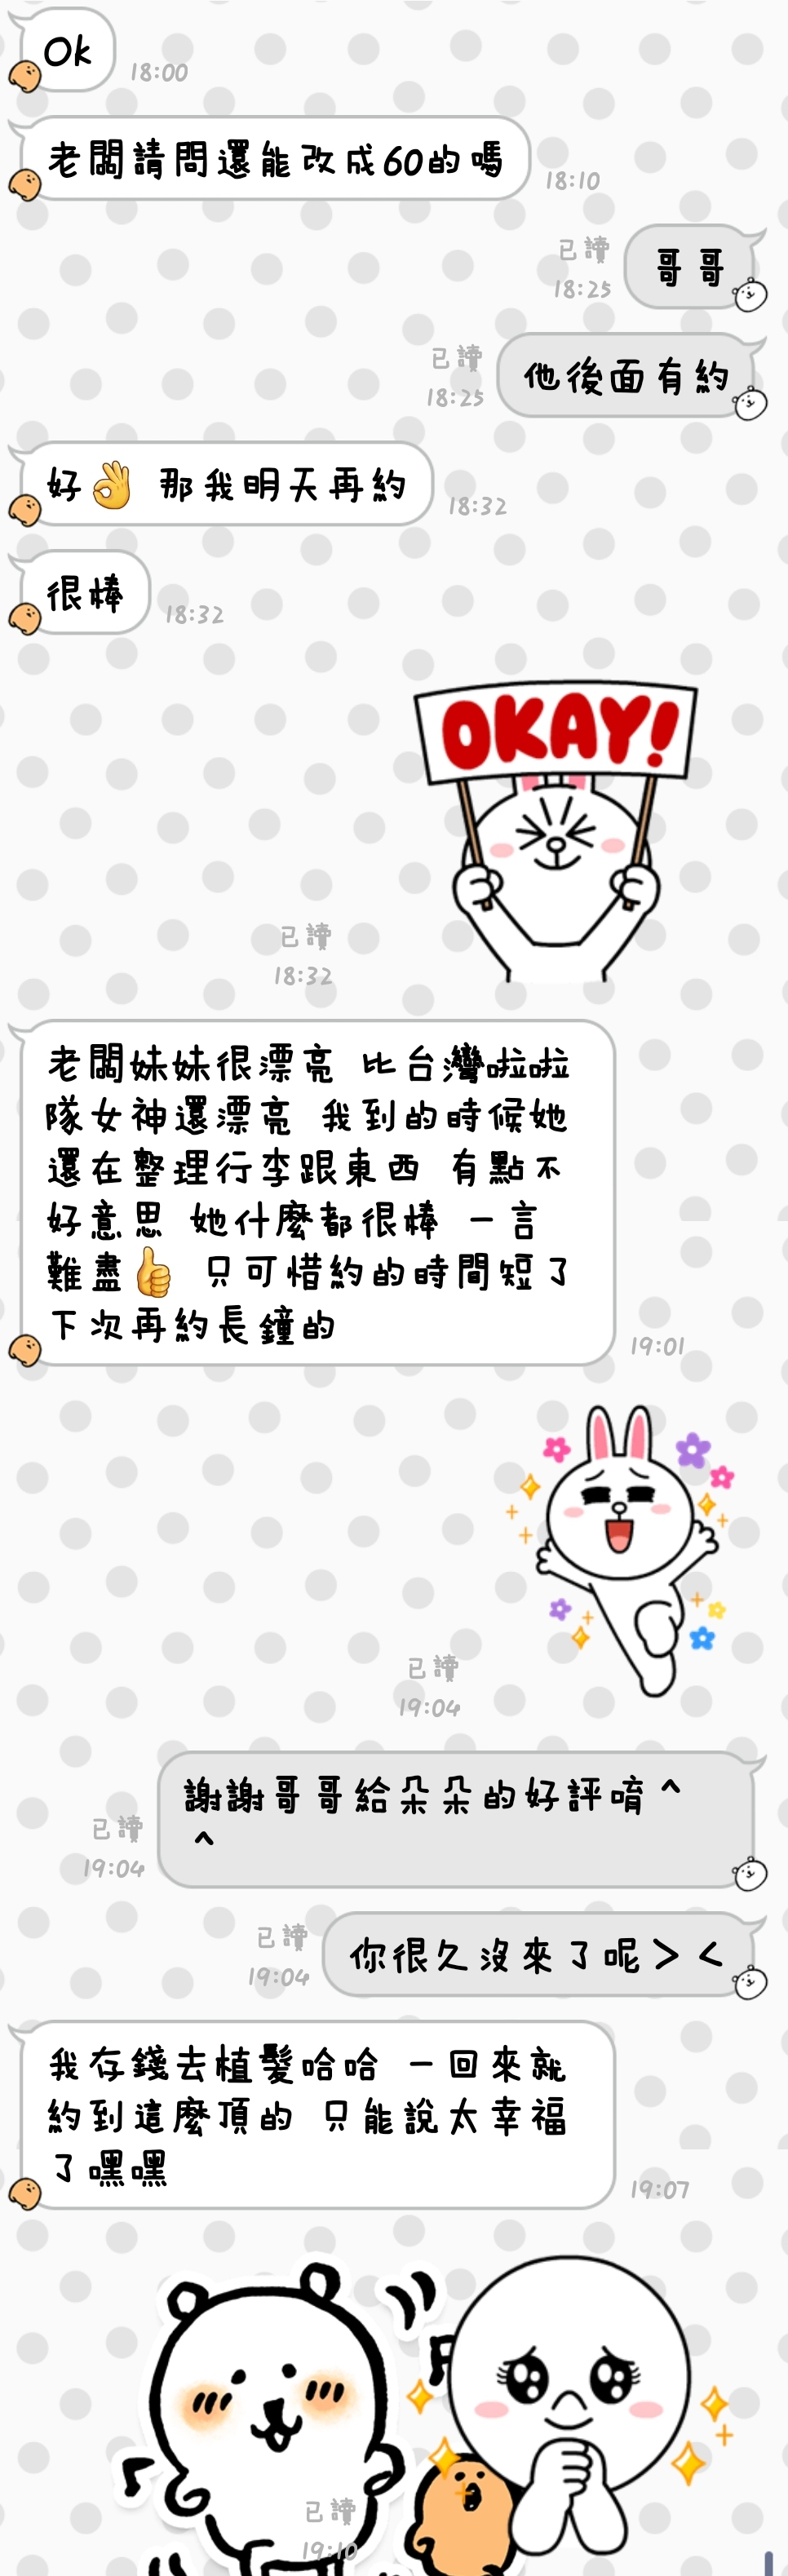 Ok
18:00
老闆請問還能改成60的嗎
18:10
已讀
18:25
哥哥
已讀
18:25
他後面有約
好👌 那我明天再約
18:32
很棒
18:32
OKAY!
已讀
18:32
老闆妹妹很漂亮 比台灣啦啦
隊女神還漂亮 我到的時候她
還在整理行李跟東西 有點不
好意思 她什麼都很棒 一言
難盡👍 只可惜約的時間短了
下次再約長鐘的
19:01
已讀
19:04
謝謝哥哥給朵朵的好評唷^
^
已讀
19:04
你很久沒來了呢> <
已讀
19:04
我存錢去植髮哈哈 一回來就
約到這麼頂的 只能說太幸福
了嘿嘿
19:07
已讀
19:10